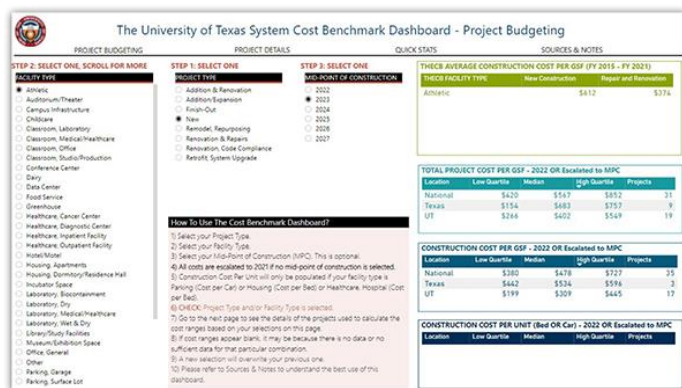 The University of Texas System Cost Benchmark Dashboard - Project Budgeting
PROJECT BUDGETING PROJECT DETAILS QUICK STATS SOURCES & NOTES
STEP 2: SELECT ONE, SCROLL FOR MORE
FACILITY TYPE
Athletic
Auditorium/Theater
Campus Infrastructure
Childcare
Classroom, Laboratory
Classroom, Medical/Healthcare
Classroom, Office
Classroom, Studio/Production
Conference Center
Dairy
Data Center
Food Service
Greenhouse
Healthcare, Cancer Center
Healthcare, Diagnostic Center
Healthcare, Inpatient Facility
Healthcare, Outpatient Facility
Hotel/Motel
Housing, Apartments
Housing, Dormitory/Residence Hall
Incubator Space
Laboratory, Biocontainment
Laboratory, Dry
Laboratory, Medical/Healthcare
Laboratory, Wet & Dry
Library/Study Facilities
Museum/Exhibition Space
Office, General
Other
Parking, Garage
Parking, Surface Lot
STEP 1: SELECT ONE
PROJECT TYPE
Addition & Renovation
Addition/Expansion
Finish-Out
New
Remodel, Repurposing
Renovation & Repairs
Renovation, Code Compliance
Retrofit, System Upgrade
STEP 3: SELECT ONE
MID-POINT OF CONSTRUCTION
2022
2023
2024
2025
2026
2027
How To Use The Cost Benchmark Dashboard?
1) Select your Project Type.
2) Select your Facility Type.
3) Select your Mid-Point of Construction (MPC). This is optional.
4) All costs are escalated to 2021 if no mid-point of construction is selected.
5) Construction Cost Per Unit will only be populated if your facility type is
Parking (Cost per Car) or Housing (Cost per Bed) or Healthcare, Hospital (Cost
per Bed).
6) CHECK: Project Type and/or Facility Type is selected.
7) Go to the next page to see the details of the projects used to calculate the
cost ranges based on your selections on this page.
8) If cost ranges appear blank, it may be because there is no data or no
sufficient data for that particular combination.
9) A new selection will overwrite your previous one.
10) Please refer to Sources & Notes to understand the best use of this
dashboard.
THECB AVERAGE CONSTRUCTION COST PER GSF (FY 2015 - FY 2021)
THECB FACILITY TYPE New Construction Repair and Renovation
Athletic $612 $374
TOTAL PROJECT COST PER GSF - 2022 OR Escalated to MPC
Location Low Quartile Median High Quartile Projects
National $420 $567 $852 31
Texas $154 $683 $757 9
UT $266 $402 $549 19
CONSTRUCTION COST PER GSF - 2022 OR Escalated to MPC
Location Low Quartile Median High Quartile Projects
National $380 $478 $727 35
Texas $442 $534 $596 3
UT $199 $309 $445 17
CONSTRUCTION COST PER UNIT (Bed OR Car) - 2022 OR Escalated to MPC
Location Low Quartile Median High Quartile Projects